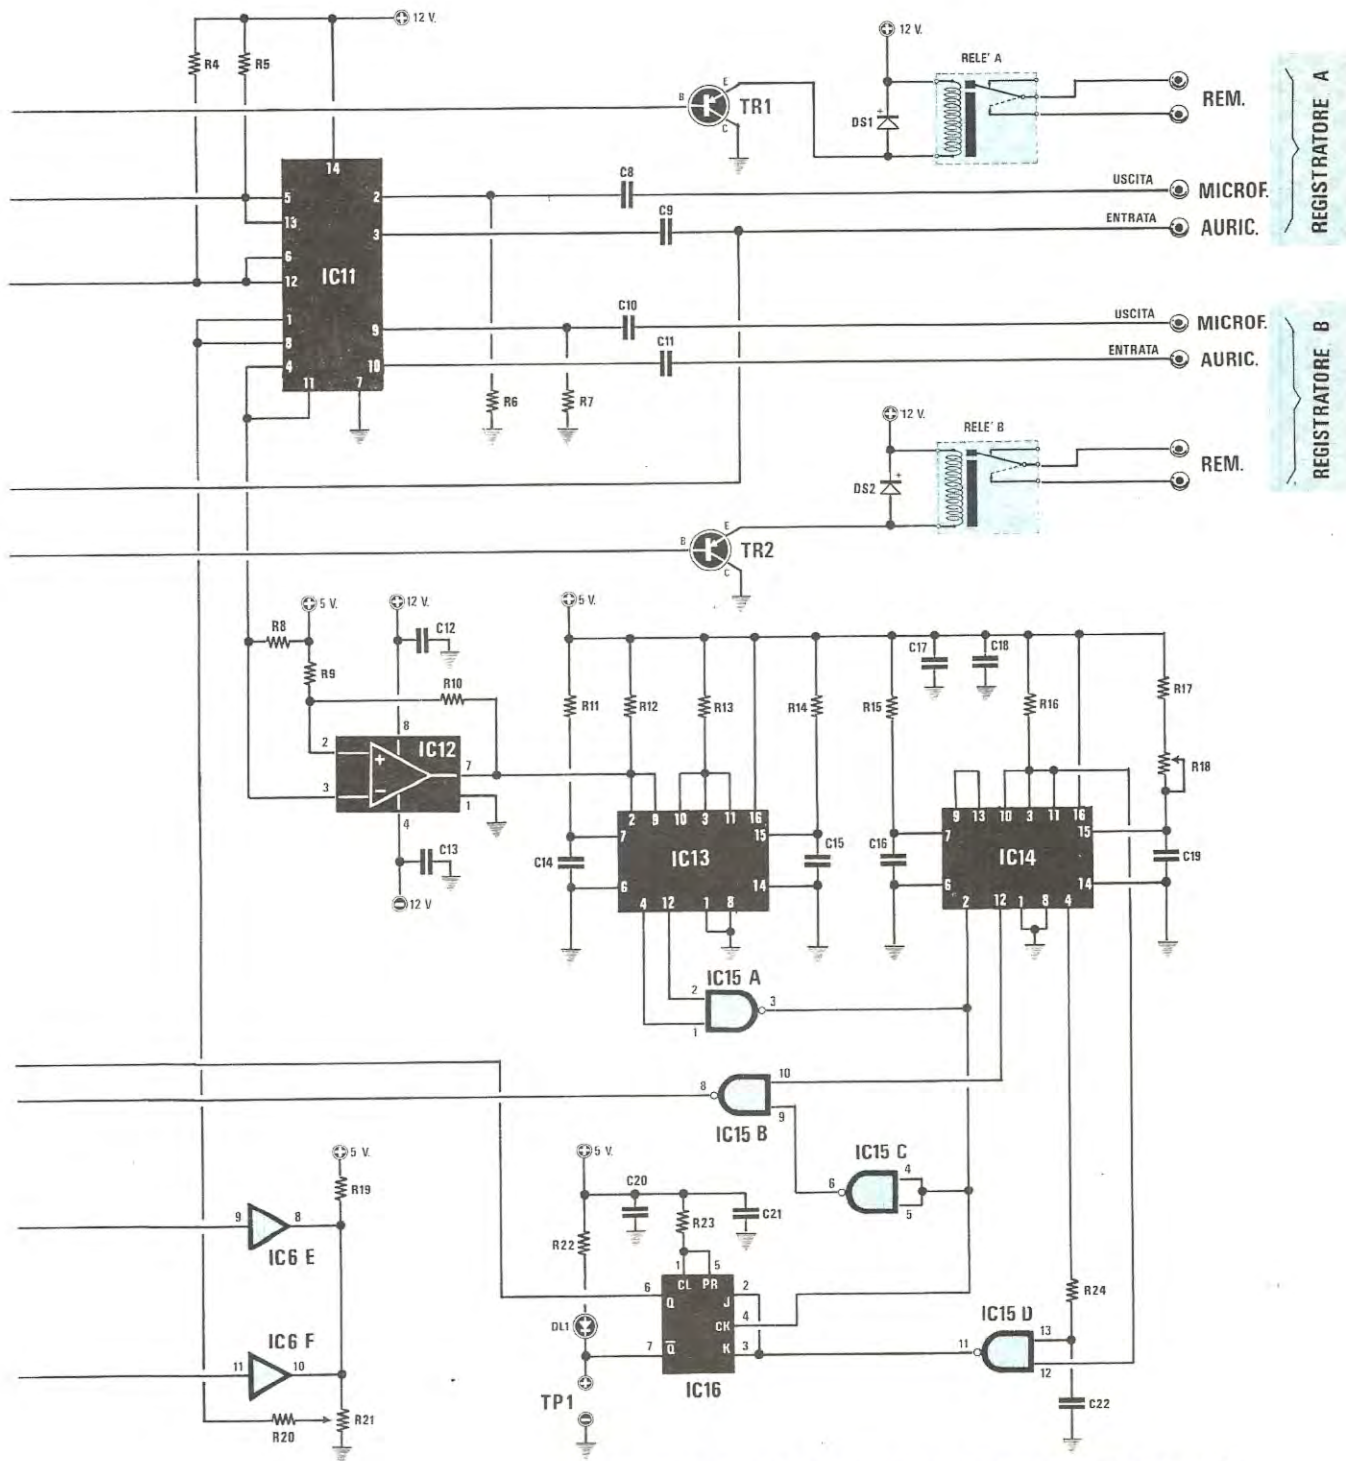 12 V.
12 V.
R4
R5
RELE' A
E
B
TR1
C
DS1
+
REM.
REGISTRATORE A
14
5
2
C8
USCITA
MICROF.
13
3
C9
ENTRATA
AURIC.
6
IC11
12
1
9
C10
USCITA
MICROF.
8
C11
ENTRATA
AURIC.
4
10
11
7
R6
R7
REGISTRATORE B
12 V.
RELE' B
DS2
+
REM.
E
B
TR2
C
5 V.
12 V.
5 V.
R8
C12
C17
C18
R9
R10
R11
R12
R13
R14
R15
R16
R17
R18
8
IC12
2
+
7
3
−
1
4
C13
12 V
2
9
10
3
11
16
7
15
IC13
C14
C15
6
14
4
12
1
8
9
13
10
3
11
16
7
15
IC14
C16
C19
6
14
2
12
1
8
4
IC15 A
2
3
1
10
8
9
IC15 B
IC15 C
4
6
5
5 V.
R19
9
8
IC6 E
IC6 F
11
10
R20
R21
5 V.
C20
R23
C21
R22
1
5
CL
PR
6
Q
J
2
CK
4
DL1
7
Q̅
K
3
IC16
TP1
R24
IC15 D
13
11
12
C22